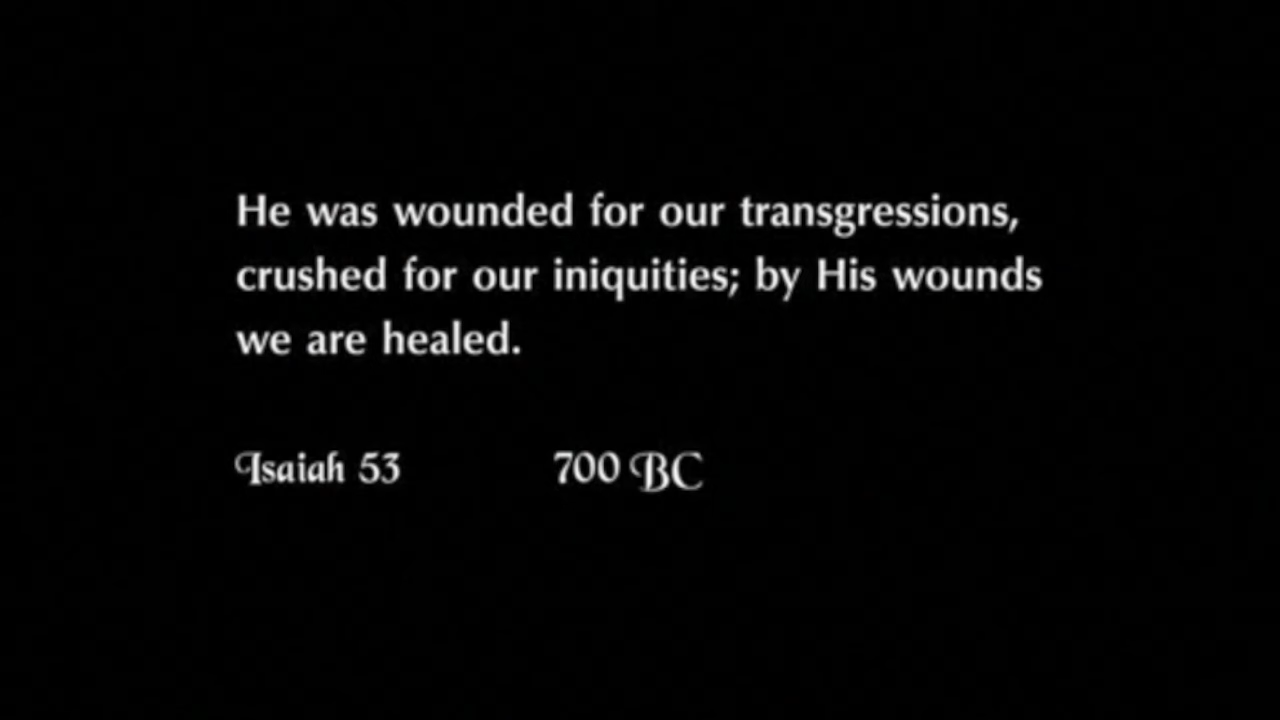 He was wounded for our transgressions,
crushed for our iniquities; by His wounds
we are healed.
Isaiah 53 700 BC